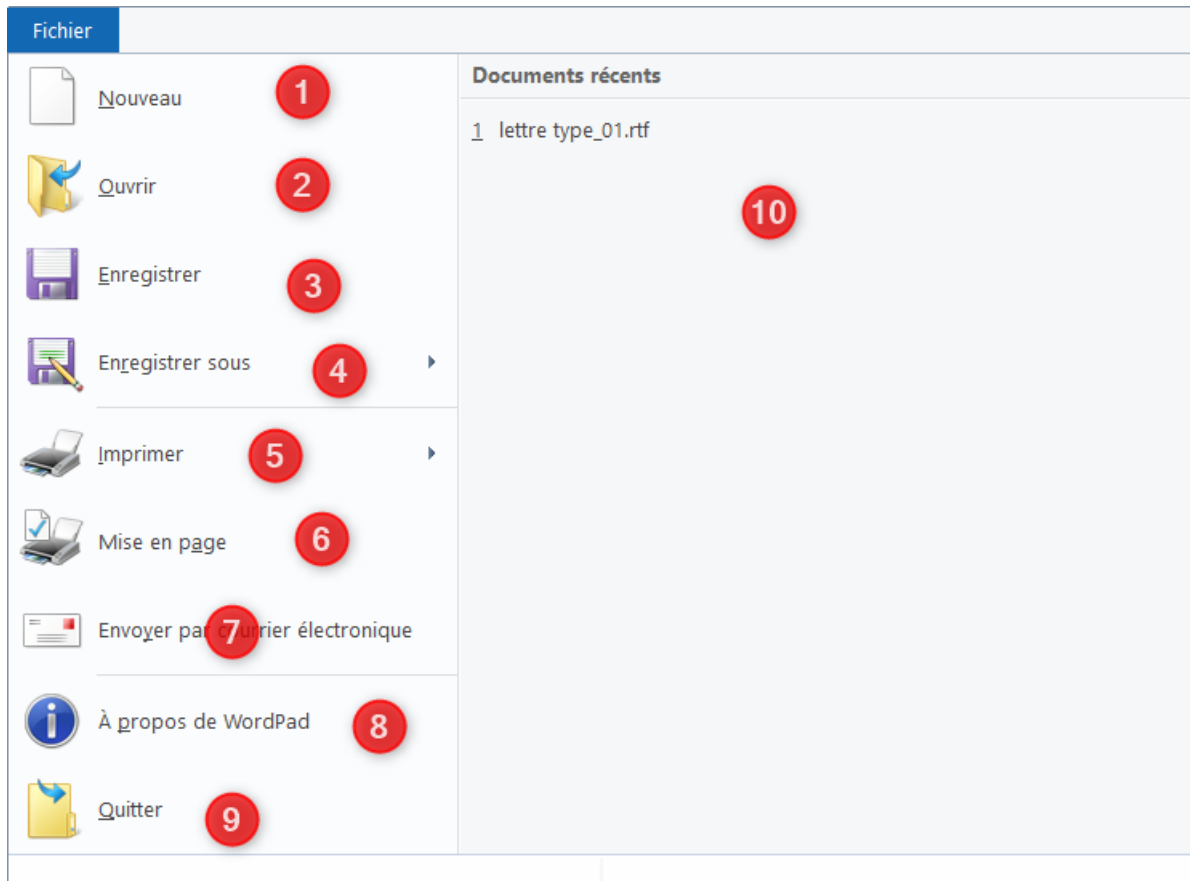 Fichier
Nouveau
1
Ouvrir
2
Enregistrer
3
Enregistrer sous
4
Imprimer
5
Mise en page
6
Envoyer par courrier électronique
7
À propos de WordPad
8
Quitter
9
Documents récents
1 lettre type_01.rtf
10